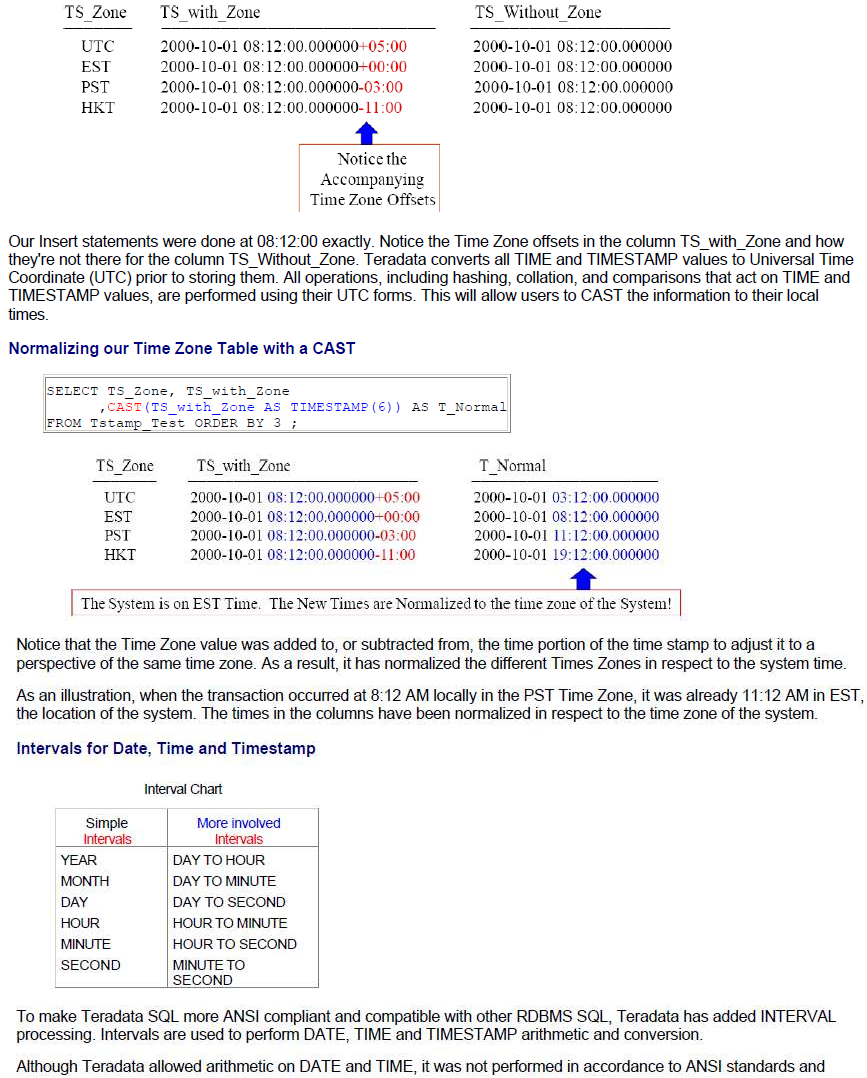 TS_Zone TS_with_Zone TS_Without_Zone
UTC 2000-10-01 08:12:00.000000+05:00 2000-10-01 08:12:00.000000
EST 2000-10-01 08:12:00.000000+00:00 2000-10-01 08:12:00.000000
PST 2000-10-01 08:12:00.000000-03:00 2000-10-01 08:12:00.000000
HKT 2000-10-01 08:12:00.000000-11:00 2000-10-01 08:12:00.000000
Notice the
Accompanying
Time Zone Offsets
Our Insert statements were done at 08:12:00 exactly. Notice the Time Zone offsets in the column TS_with_Zone and how
they're not there for the column TS_Without_Zone. Teradata converts all TIME and TIMESTAMP values to Universal Time
Coordinate (UTC) prior to storing them. All operations, including hashing, collation, and comparisons that act on TIME and
TIMESTAMP values, are performed using their UTC forms. This will allow users to CAST the information to their local
times.
Normalizing our Time Zone Table with a CAST
SELECT TS_Zone, TS_with_Zone
,CAST(TS_with_Zone AS TIMESTAMP(6)) AS T_Normal
FROM Tstamp_Test ORDER BY 3 ;
TS_Zone TS_with_Zone T_Normal
UTC 2000-10-01 08:12:00.000000+05:00 2000-10-01 03:12:00.000000
EST 2000-10-01 08:12:00.000000+00:00 2000-10-01 08:12:00.000000
PST 2000-10-01 08:12:00.000000-03:00 2000-10-01 11:12:00.000000
HKT 2000-10-01 08:12:00.000000-11:00 2000-10-01 19:12:00.000000
The System is on EST Time. The New Times are Normalized to the time zone of the System!
Notice that the Time Zone value was added to, or subtracted from, the time portion of the time stamp to adjust it to a
perspective of the same time zone. As a result, it has normalized the different Times Zones in respect to the system time.
As an illustration, when the transaction occurred at 8:12 AM locally in the PST Time Zone, it was already 11:12 AM in EST,
the location of the system. The times in the columns have been normalized in respect to the time zone of the system.
Intervals for Date, Time and Timestamp
Interval Chart
Simple More involved
Intervals Intervals
YEAR DAY TO HOUR
MONTH DAY TO MINUTE
DAY DAY TO SECOND
HOUR HOUR TO MINUTE
MINUTE HOUR TO SECOND
SECOND MINUTE TO
SECOND
To make Teradata SQL more ANSI compliant and compatible with other RDBMS SQL, Teradata has added INTERVAL
processing. Intervals are used to perform DATE, TIME and TIMESTAMP arithmetic and conversion.
Although Teradata allowed arithmetic on DATE and TIME, it was not performed in accordance to ANSI standards and